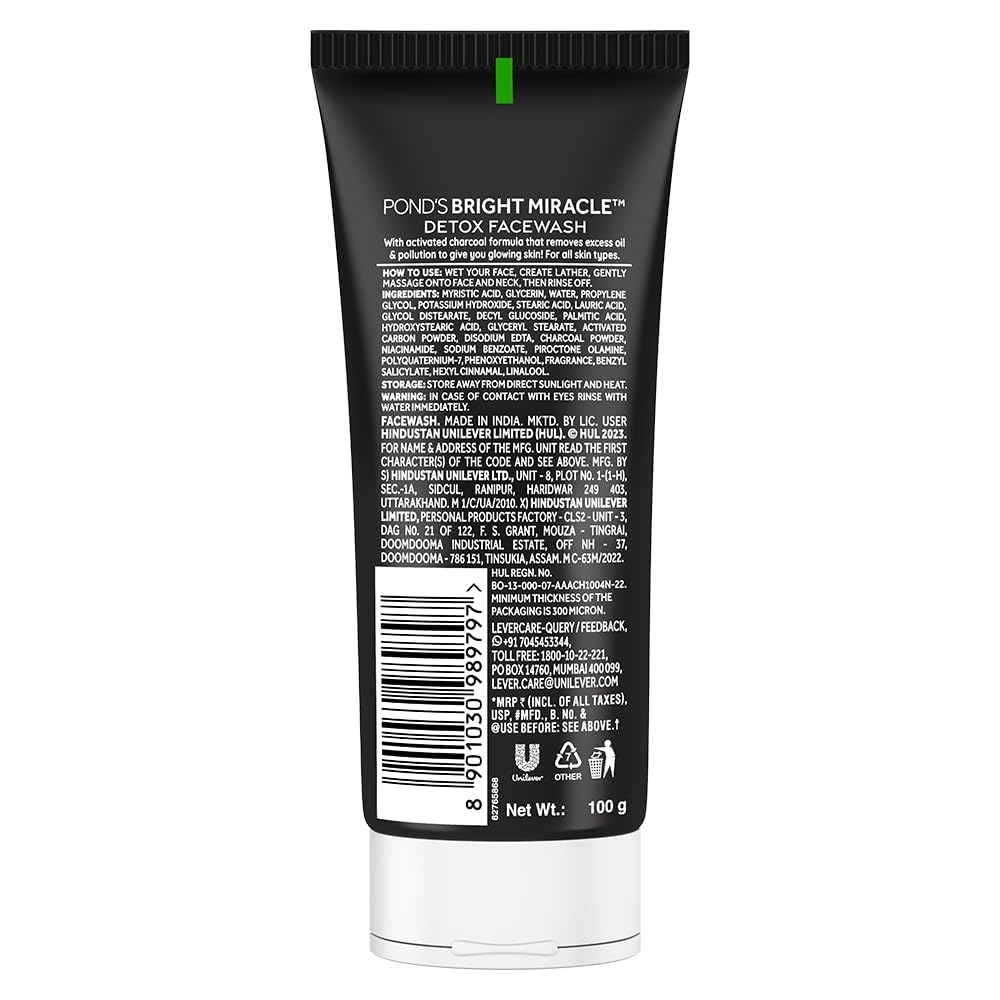 POND'S BRIGHT MIRACLE™
DETOX FACEWASH
With activated charcoal formula that removes excess oil
& pollution to give you glowing skin! For all skin types.
HOW TO USE: WET YOUR FACE, CREATE LATHER, GENTLY
MASSAGE ONTO FACE AND NECK, THEN RINSE OFF.
INGREDIENTS: MYRISTIC ACID, GLYCERIN, WATER, PROPYLENE
GLYCOL, POTASSIUM HYDROXIDE, STEARIC ACID, LAURIC ACID,
GLYCOL DISTEARATE, DECYL GLUCOSIDE, PALMITIC ACID,
HYDROXYSTEARIC ACID, GLYCERYL STEARATE, ACTIVATED
CARBON POWDER, DISODIUM EDTA, CHARCOAL POWDER,
NIACINAMIDE, SODIUM BENZOATE, PIROCTONE OLAMINE,
POLYQUATERNIUM-7, PHENOXYETHANOL, FRAGRANCE, BENZYL
SALICYLATE, HEXYL CINNAMAL, LINALOOL.
STORAGE: STORE AWAY FROM DIRECT SUNLIGHT AND HEAT.
WARNING: IN CASE OF CONTACT WITH EYES RINSE WITH
WATER IMMEDIATELY.
FACEWASH. MADE IN INDIA. MKTD. BY LIC. USER
HINDUSTAN UNILEVER LIMITED (HUL). © HUL 2023.
FOR NAME & ADDRESS OF THE MFG. UNIT READ THE FIRST
CHARACTER(S) OF THE CODE AND SEE ABOVE. MFG. BY
S) HINDUSTAN UNILEVER LTD., UNIT - 8, PLOT NO. 1-(1-H),
SEC.-1A, SIDCUL, RANIPUR, HARIDWAR 249 403,
UTTARAKHAND. M 1/C/UA/2010. X) HINDUSTAN UNILEVER
LIMITED, PERSONAL PRODUCTS FACTORY - CLS2 - UNIT - 3,
DAG NO. 21 OF 122, F. S. GRANT, MOUZA - TINGRAI,
DOOMDOOMA INDUSTRIAL ESTATE, OFF NH - 37,
DOOMDOOMA - 786 151, TINSUKIA, ASSAM. M C-63M/2022.
HUL REGN. No.
BO-13-000-07-AAACH1004N-22.
MINIMUM THICKNESS OF THE
PACKAGING IS 300 MICRON.
LEVERCARE-QUERY / FEEDBACK,
+91 7045453344,
TOLL FREE: 1800-10-22-221,
PO BOX 14760, MUMBAI 400 099,
LEVER.CARE@UNILEVER.COM
*MRP ₹ (INCL. OF ALL TAXES),
USP, #MFD., B. NO. &
@USE BEFORE: SEE ABOVE.†
8 901030 989797 >
62765868
Unilever
7
OTHER
Net Wt.: 100 g